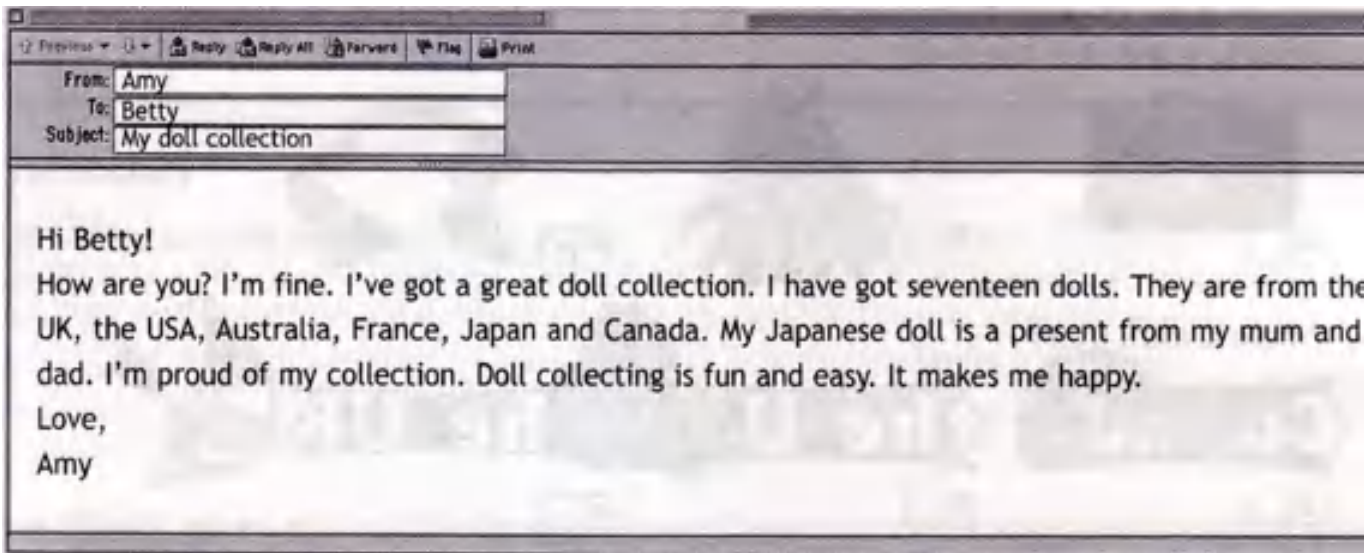 Previous Reply Reply All Forward Flag Print
From: Amy
To: Betty
Subject: My doll collection
Hi Betty!
How are you? I'm fine. I've got a great doll collection. I have got seventeen dolls. They are from the
UK, the USA, Australia, France, Japan and Canada. My Japanese doll is a present from my mum and
dad. I'm proud of my collection. Doll collecting is fun and easy. It makes me happy.
Love,
Amy